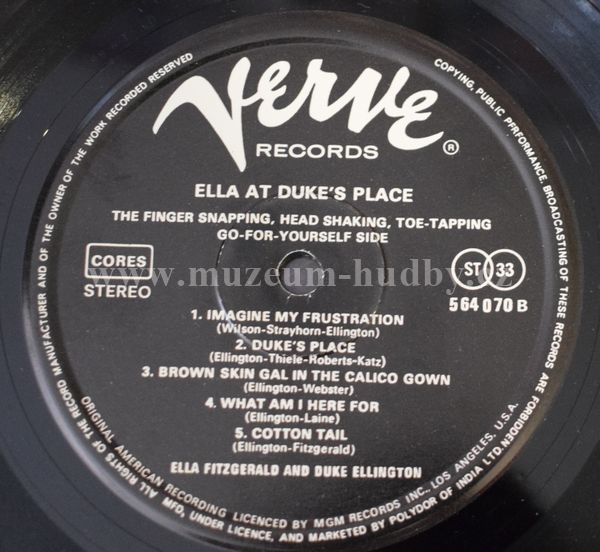 Verve
RECORDS
®
ELLA AT DUKE'S PLACE
THE FINGER SNAPPING, HEAD SHAKING, TOE-TAPPING
GO-FOR-YOURSELF SIDE
CORES
STEREO
ST 33
564 070 B
www.muzeum-hudby.cz
1. IMAGINE MY FRUSTRATION
(Wilson-Strayhorn-Ellington)
2. DUKE'S PLACE
(Ellington-Thiele-Roberts-Katz)
3. BROWN SKIN GAL IN THE CALICO GOWN
(Ellington-Webster)
4. WHAT AM I HERE FOR
(Ellington-Laine)
5. COTTON TAIL
(Ellington-Fitzgerald)
ELLA FITZGERALD AND DUKE ELLINGTON
ALL RIGHTS OF THE RECORD MANUFACTURER AND OF THE OWNER OF THE WORK RECORDED RESERVED
COPYING, PUBLIC PFRFORMANCE, BROADCASTING OF THESE RECORDS ARE FORBIDDEN.
ORIGINAL AMERICAN RECORDING LICENCED BY MGM RECORDS INC., LOS ANGELES, U.S.A.
MFD, UNDER LICENCE, AND MARKETED BY POLYDOR OF INDIA LTD.